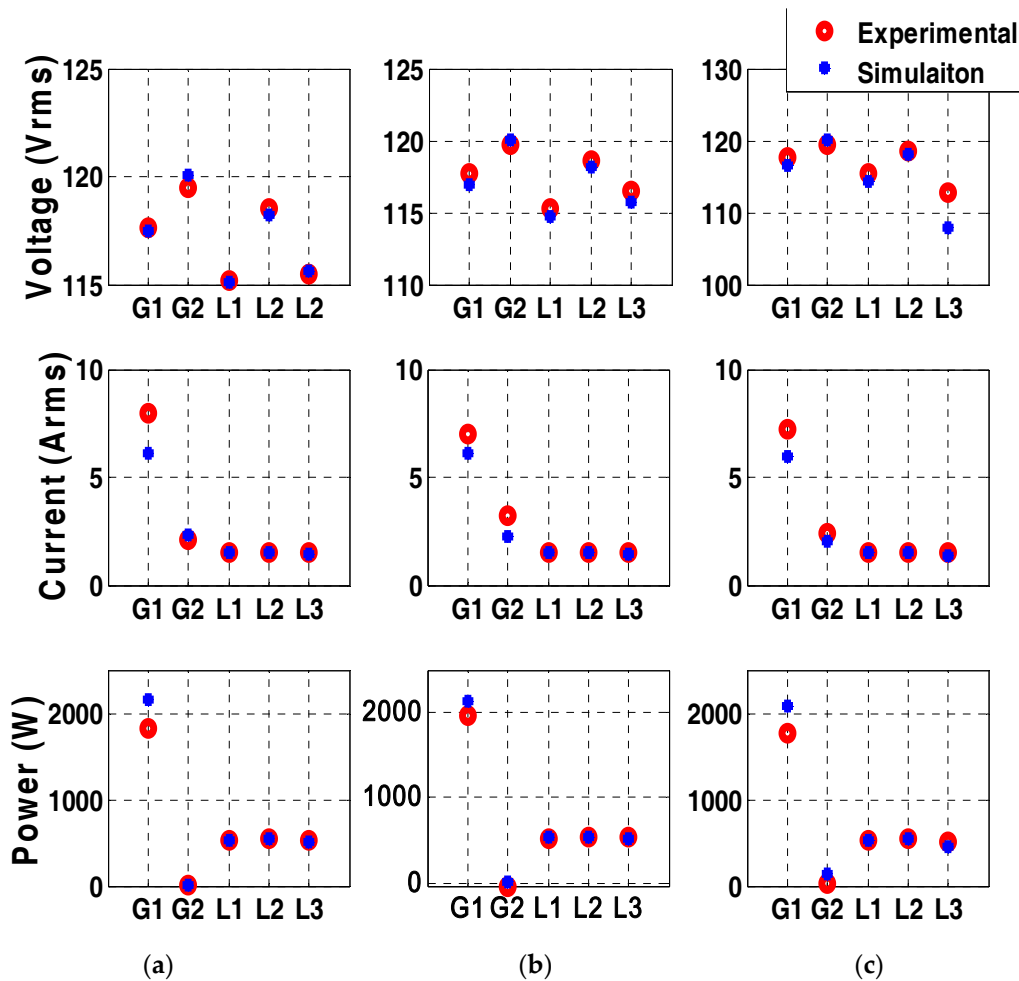 Experimental
Simulaiton
Voltage (Vrms)
125
120
115
G1 G2 L1 L2 L2
125
120
115
110
G1 G2 L1 L2 L3
130
120
110
100
G1 G2 L1 L2 L3
Current (Arms)
10
5
0
G1 G2 L1 L2 L3
10
5
0
G1 G2 L1 L2 L3
10
5
0
G1 G2 L1 L2 L3
Power (W)
2000
1000
0
G1 G2 L1 L2 L3
2000
1000
0
G1 G2 L1 L2 L3
2000
1000
0
G1 G2 L1 L2 L3
(a)
(b)
(c)